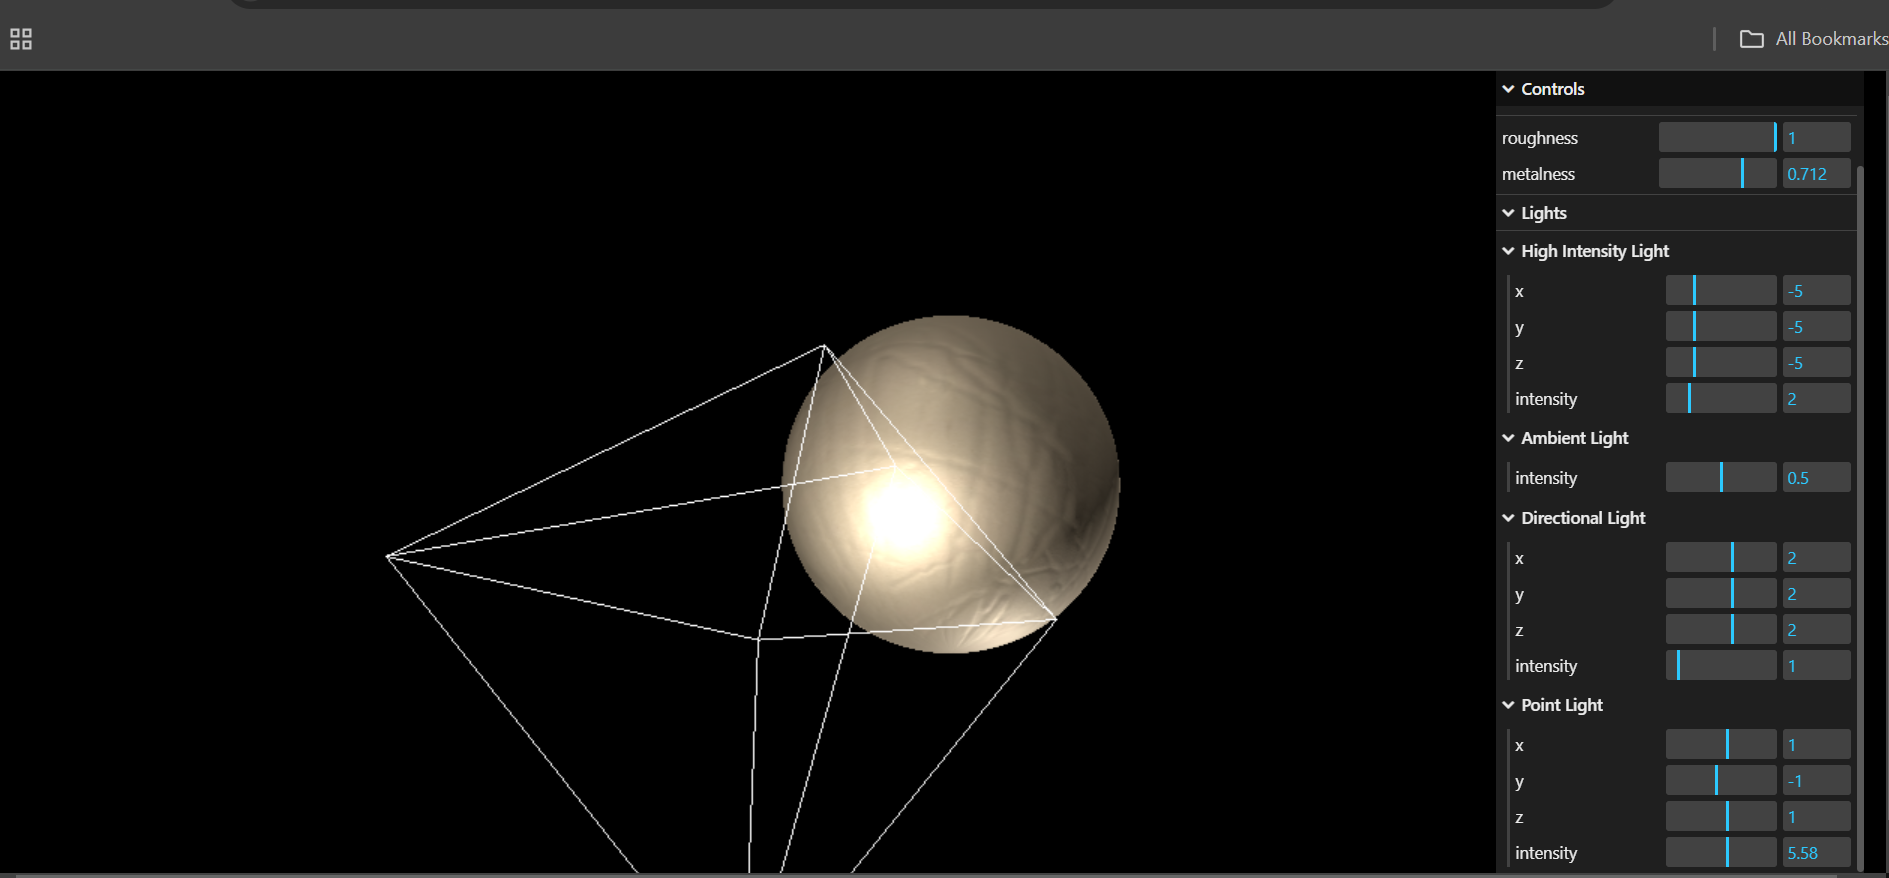 All Bookmarks
Controls
roughness 1
metalness 0.712
Lights
High Intensity Light
x -5
y -5
z -5
intensity 2
Ambient Light
intensity 0.5
Directional Light
x 2
y 2
z 2
intensity 1
Point Light
x 1
y -1
z 1
intensity 5.58